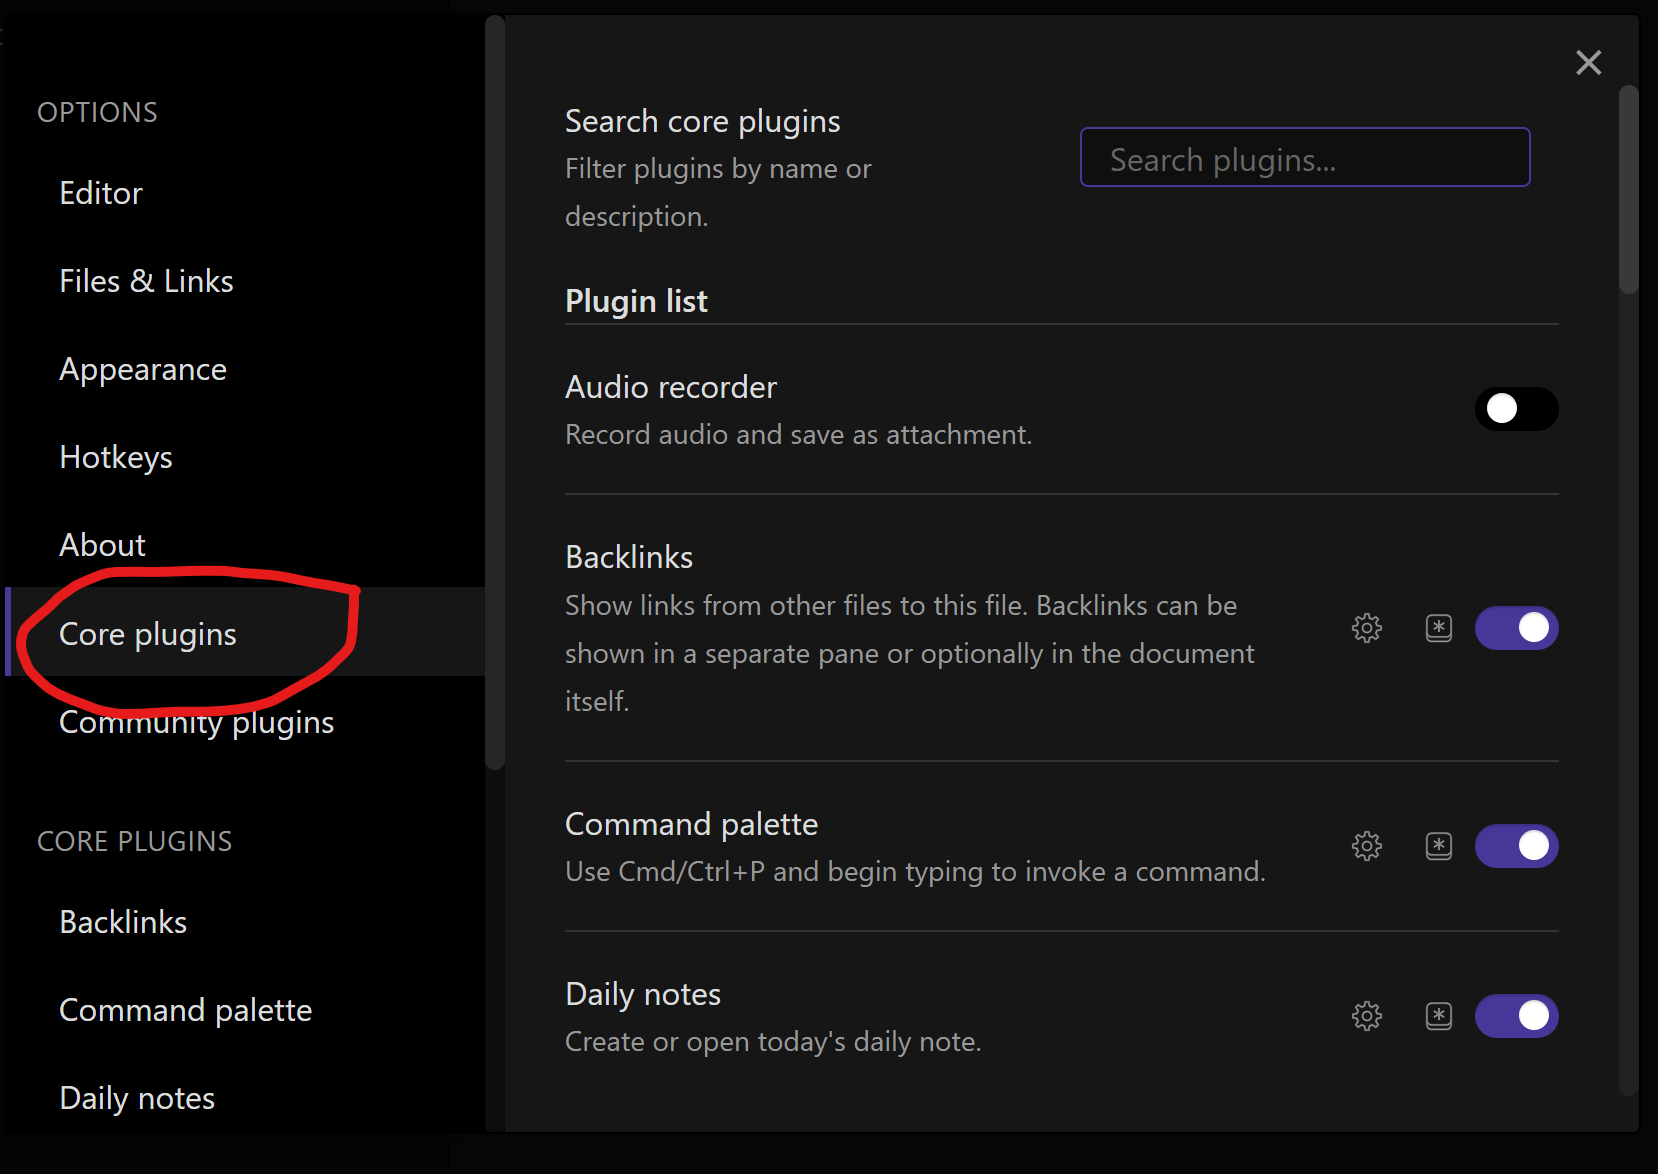 OPTIONS
Editor
Files & Links
Appearance
Hotkeys
About
Core plugins
Community plugins
CORE PLUGINS
Backlinks
Command palette
Daily notes
Search core plugins
Filter plugins by name or
description.
Search plugins...
Plugin list
Audio recorder
Record audio and save as attachment.
Backlinks
Show links from other files to this file. Backlinks can be
shown in a separate pane or optionally in the document
itself.
Command palette
Use Cmd/Ctrl+P and begin typing to invoke a command.
Daily notes
Create or open today's daily note.